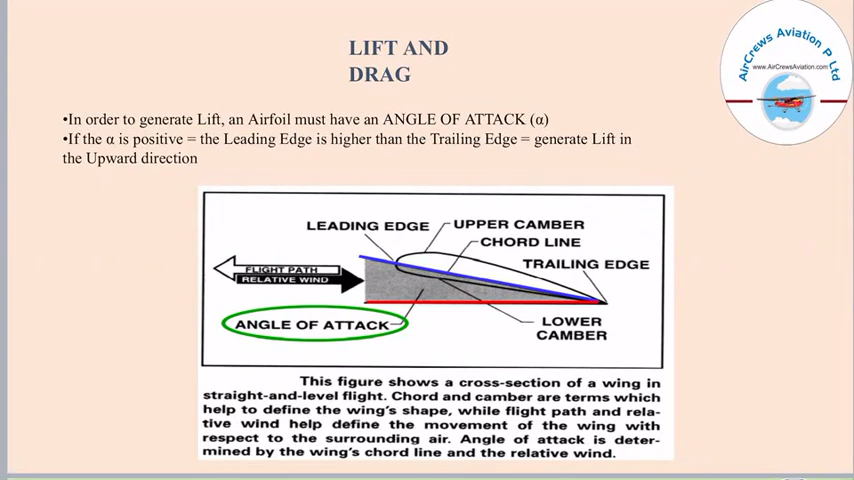 LIFT AND
DRAG
AirCrews Aviation P Ltd
www.AirCrewsAviation.com
•In order to generate Lift, an Airfoil must have an ANGLE OF ATTACK (α)
•If the α is positive = the Leading Edge is higher than the Trailing Edge = generate Lift in
the Upward direction
LEADING EDGE
UPPER CAMBER
CHORD LINE
TRAILING EDGE
FLIGHT PATH
RELATIVE WIND
ANGLE OF ATTACK
LOWER
CAMBER
This figure shows a cross-section of a wing in
straight-and-level flight. Chord and camber are terms which
help to define the wing's shape, while flight path and rela-
tive wind help define the movement of the wing with
respect to the surrounding air. Angle of attack is deter-
mined by the wing's chord line and the relative wind.